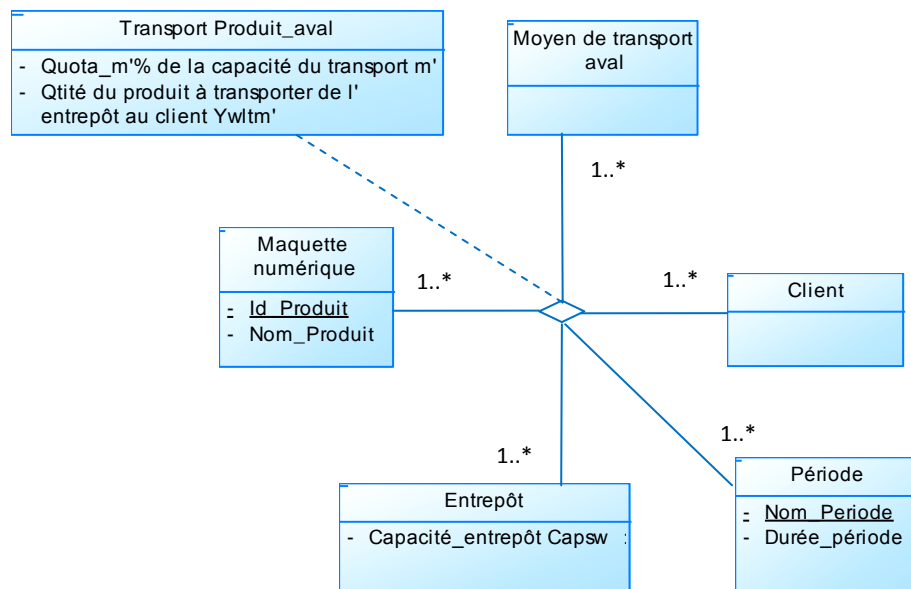 Transport Produit_aval
- Quota_m'% de la capacité du transport m'
- Qtité du produit à transporter de l'
entrepôt au client Ywltm'
Moyen de transport
aval
1..*
Maquette
numérique
- Id_Produit
- Nom_Produit
1..*
1..*
Client
1..*
1..*
Entrepôt
- Capacité_entrepôt Capsw :
Période
- Nom_Periode
- Durée_période